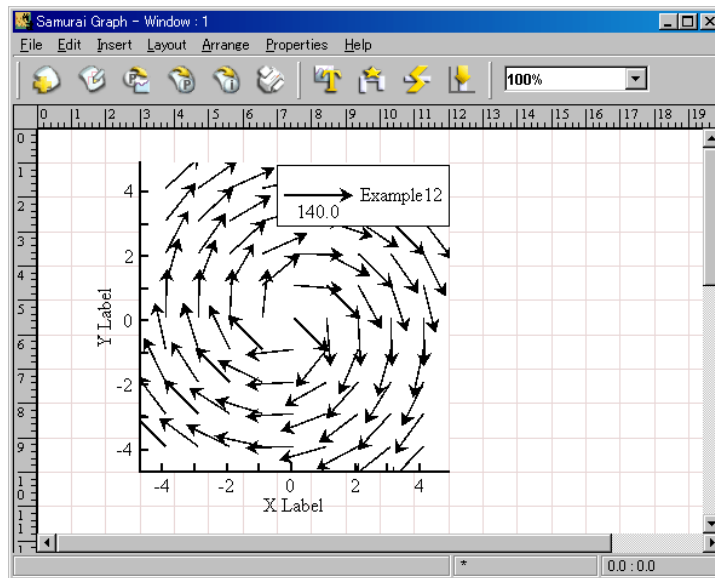 Samurai Graph - Window : 1
File Edit Insert Layout Arrange Properties Help
P P I T 100%
0 1 2 3 4 5 6 7 8 9 10 11 12 13 14 15 16 17 18 19
0
1
2
3
4
5
6
7
8
9
10
11
1
Example12
140.0
4
2
0
-2
-4
Y Label
-4 -2 0 2 4
X Label
* 0.0 : 0.0